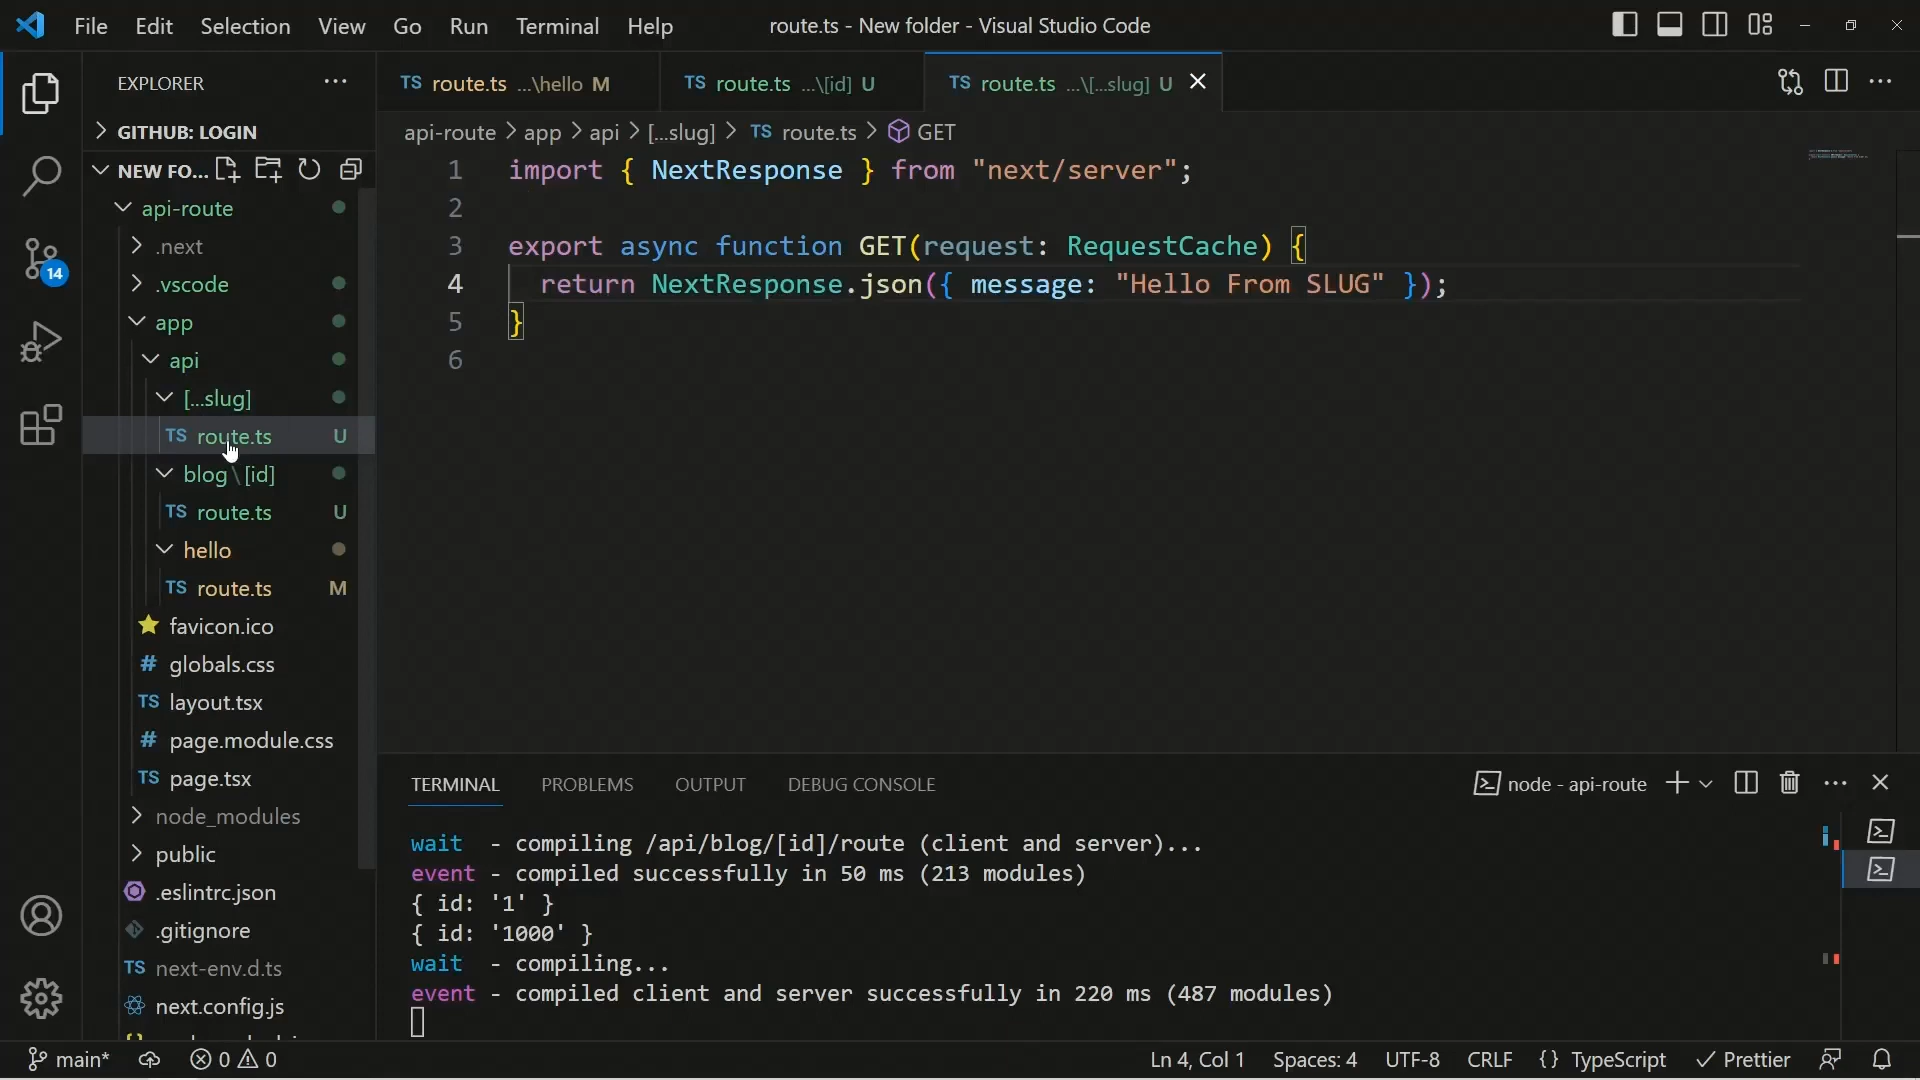 File Edit Selection View Go Run Terminal Help route.ts - New folder - Visual Studio Code
EXPLORER ...
TS route.ts ...\hello M TS route.ts ...\[id] U TS route.ts ...\[...slug] U
GITHUB: LOGIN
api-route > app > api > [...slug] > TS route.ts > GET
NEW FO...
api-route
.next
.vscode
app
api
[...slug]
TS route.ts U
blog \ [id]
TS route.ts U
hello
TS route.ts M
favicon.ico
# globals.css
TS layout.tsx
# page.module.css
TS page.tsx
node_modules
public
.eslintrc.json
.gitignore
TS next-env.d.ts
next.config.js
14
1 import { NextResponse } from "next/server";
2
3 export async function GET(request: RequestCache) {
4 return NextResponse.json({ message: "Hello From SLUG" });
5 }
6
TERMINAL PROBLEMS OUTPUT DEBUG CONSOLE node - api-route
wait - compiling /api/blog/[id]/route (client and server)...
event - compiled successfully in 50 ms (213 modules)
{ id: '1' }
{ id: '1000' }
wait - compiling...
event - compiled client and server successfully in 220 ms (487 modules)
main* 0 0 Ln 4, Col 1 Spaces: 4 UTF-8 CRLF {} TypeScript Prettier